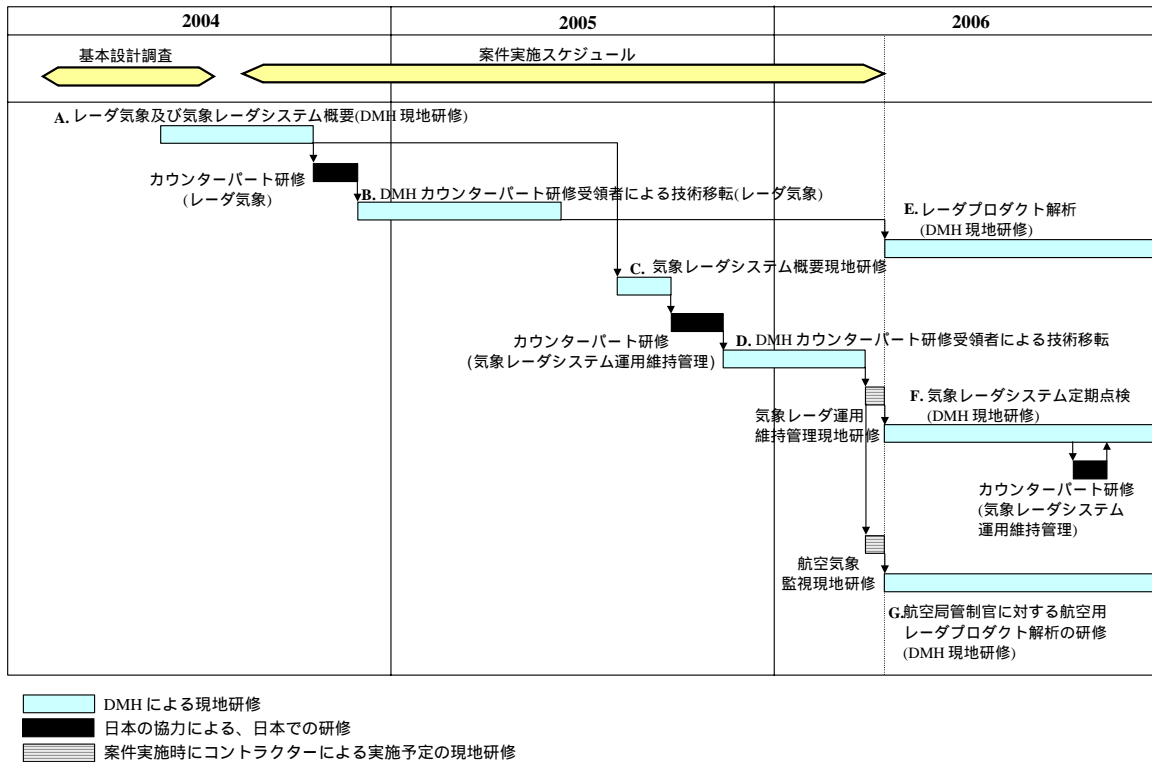 2004
2005
2006
基本設計調査
案件実施スケジュール
A. レーダ気象及び気象レーダシステム概要(DMH 現地研修)
カウンターパート研修
(レーダ気象)
B. DMH カウンターパート研修受領者による技術移転(レーダ気象)
E. レーダプロダクト解析
(DMH 現地研修)
C. 気象レーダシステム概要現地研修
カウンターパート研修
(気象レーダシステム運用維持管理)
D. DMH カウンターパート研修受領者による技術移転
気象レーダ運用
維持管理現地研修
F. 気象レーダシステム定期点検
(DMH 現地研修)
カウンターパート研修
(気象レーダシステム
運用維持管理)
航空気象
監視現地研修
G.航空局管制官に対する航空用
レーダプロダクト解析の研修
(DMH 現地研修)
DMH による現地研修
日本の協力による、日本での研修
案件実施時にコントラクターによる実施予定の現地研修